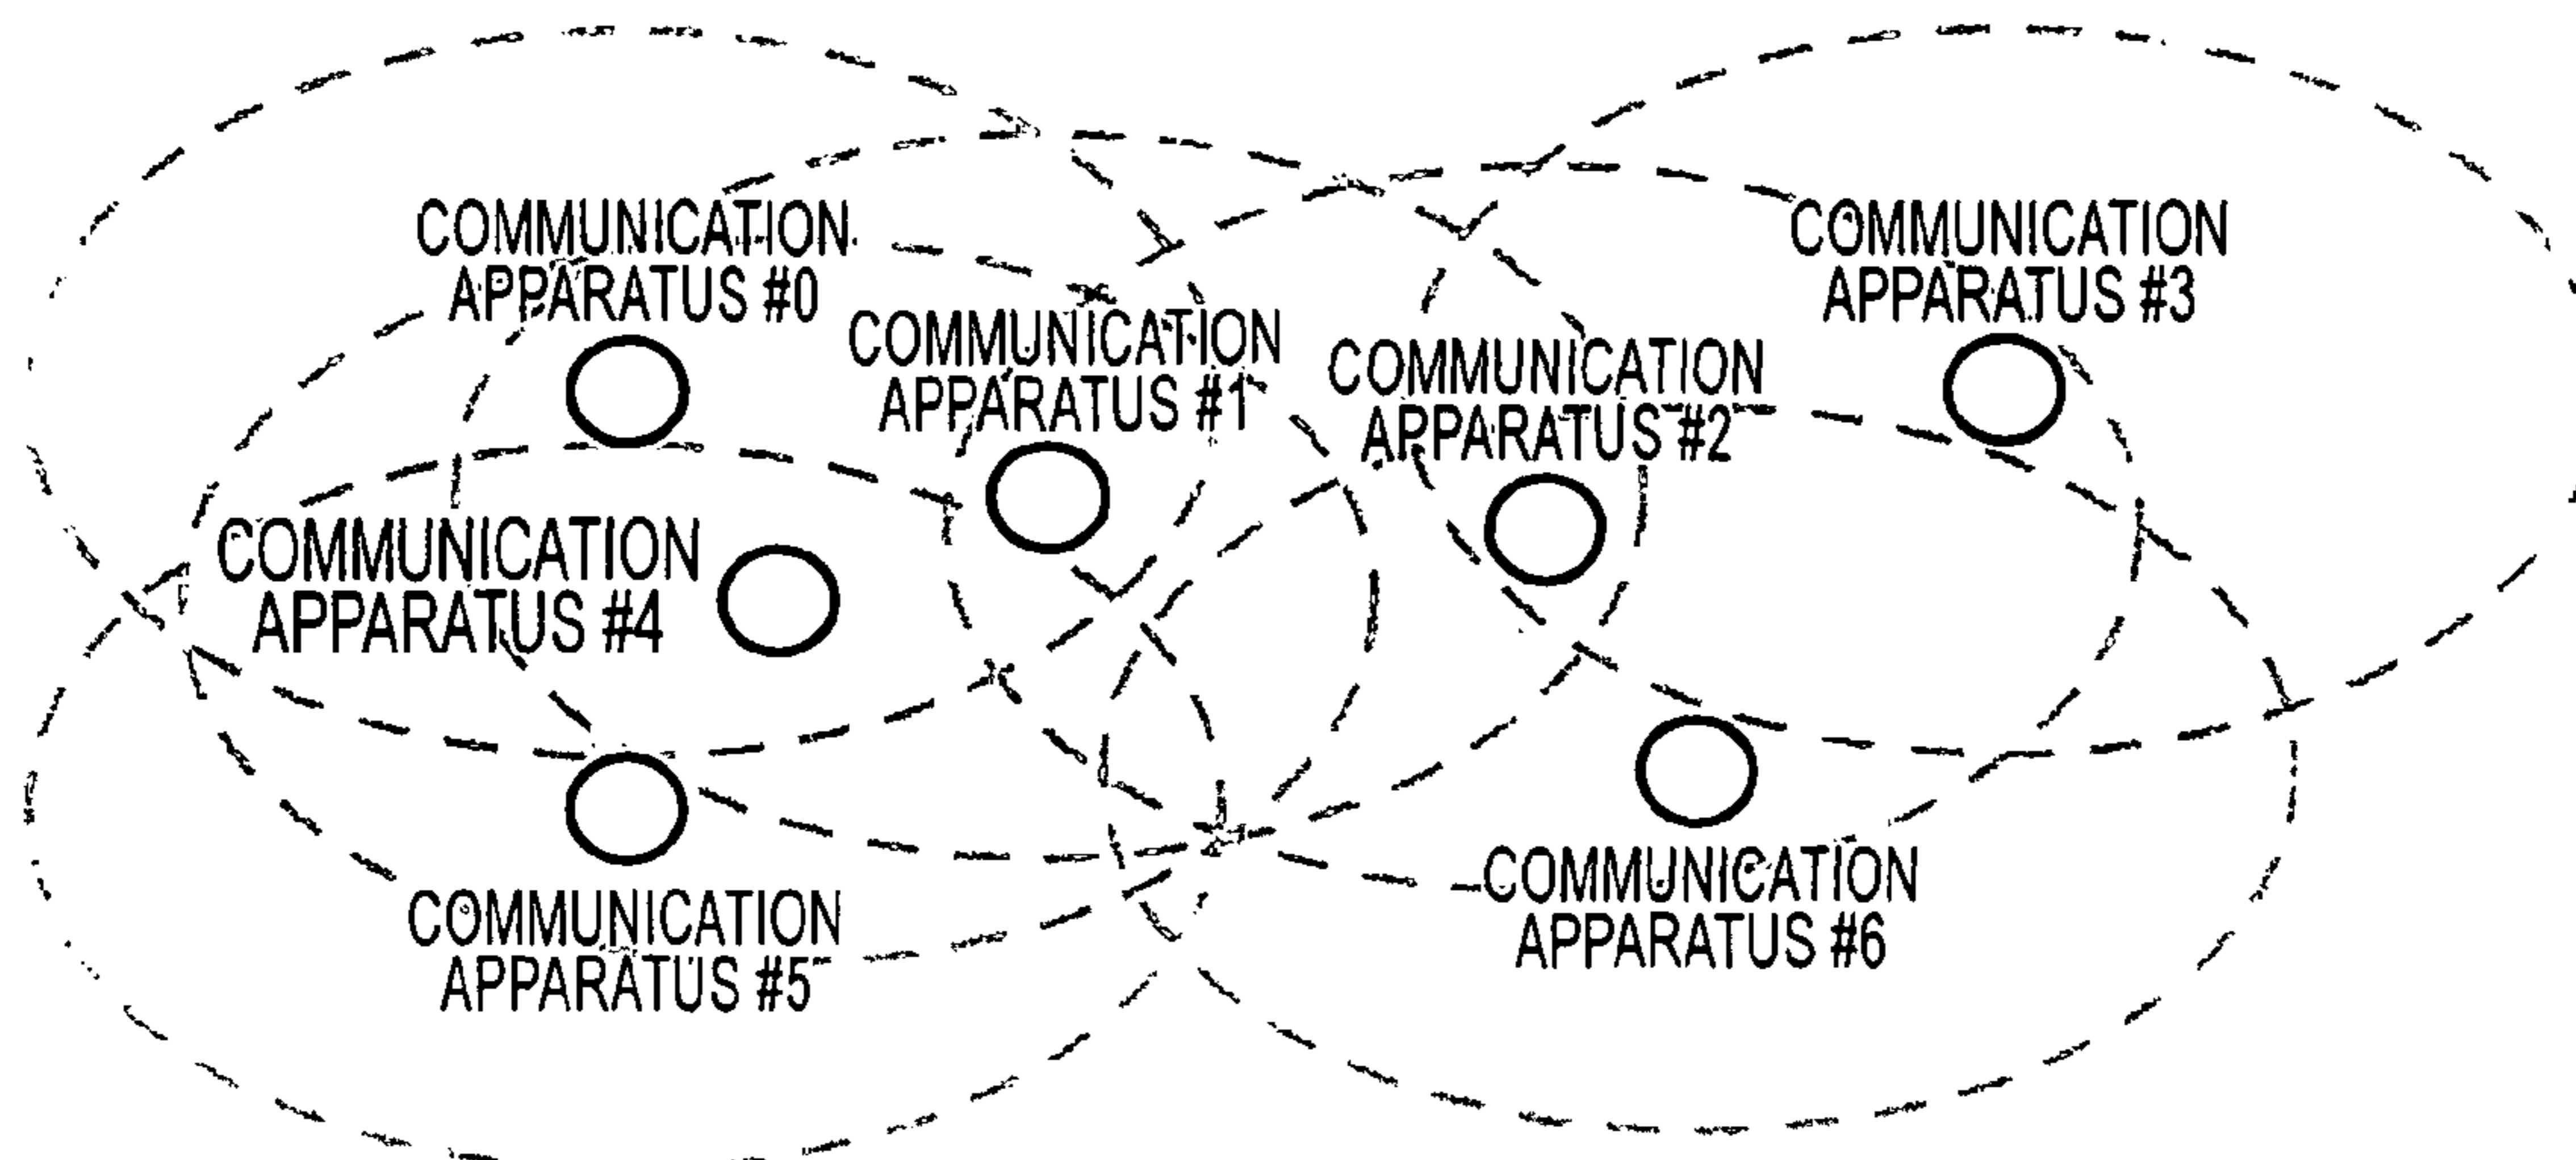 COMMUNICATION
APPARATUS #0
COMMUNICATION
APPARATUS #3
COMMUNICATION
APPARATUS #1
COMMUNICATION
APPARATUS #2
COMMUNICATION
APPARATUS #4
COMMUNICATION
APPARATUS #5
COMMUNICATION
APPARATUS #6